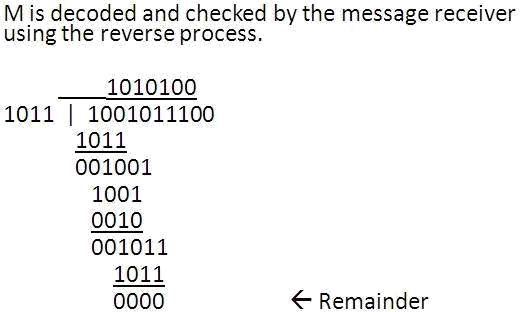 M is decoded and checked by the message receiver
using the reverse process.
1010100
1011 | 1001011100
1011
001001
1001
0010
001011
1011
0000 ← Remainder